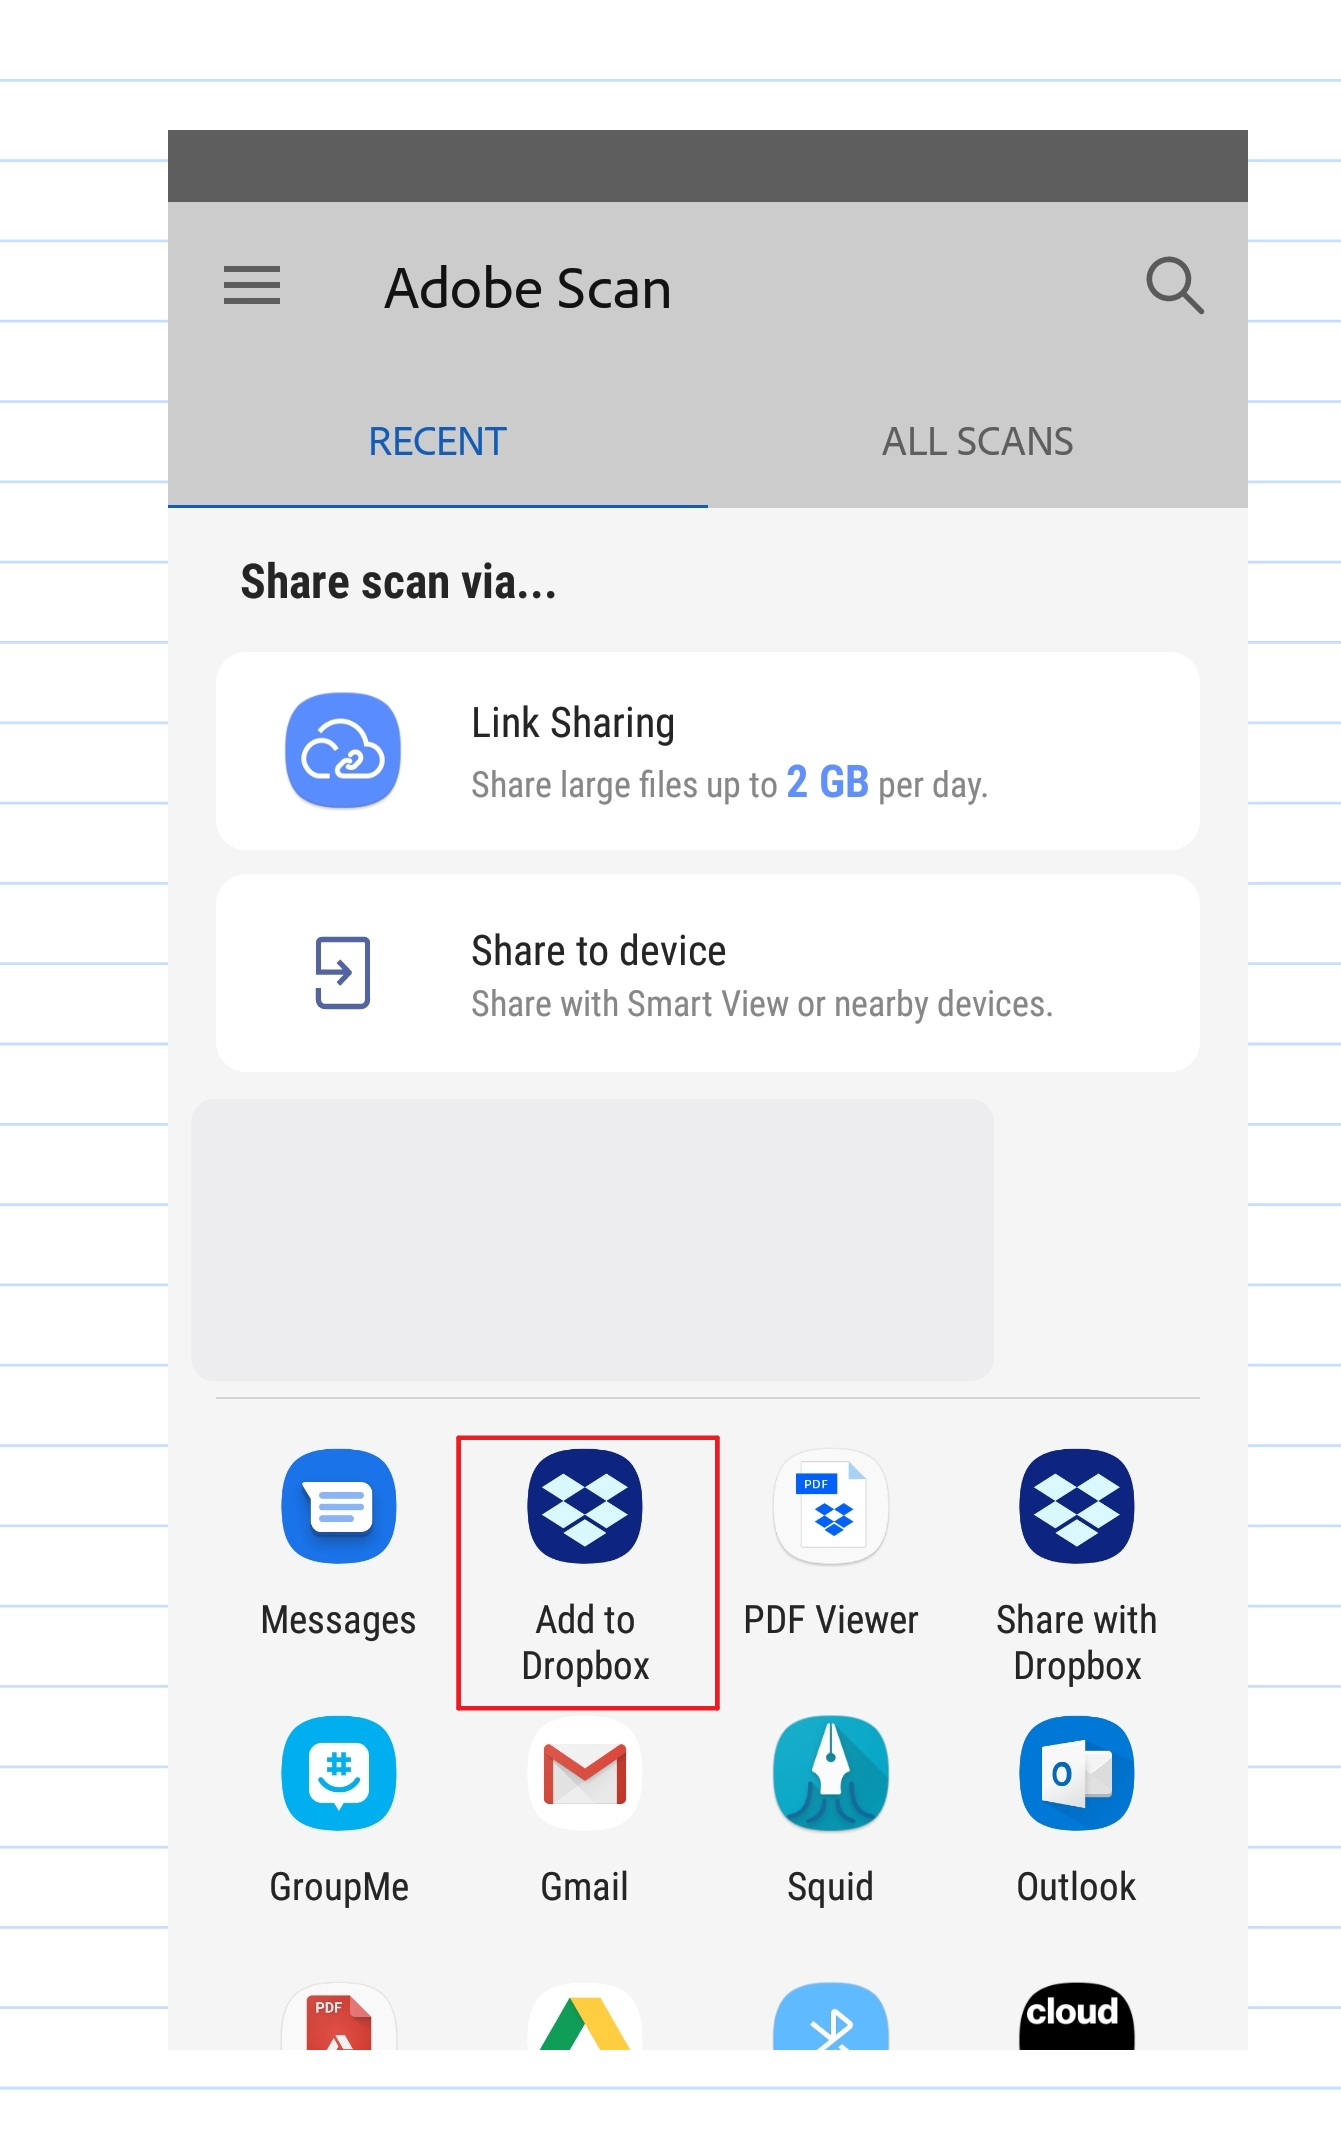 Adobe Scan
RECENT
ALL SCANS
Share scan via...
Link Sharing
Share large files up to 2 GB per day.
Share to device
Share with Smart View or nearby devices.
PDF
Messages
Add to
Dropbox
PDF Viewer
Share with
Dropbox
#
O
GroupMe
Gmail
Squid
Outlook
PDF
cloud